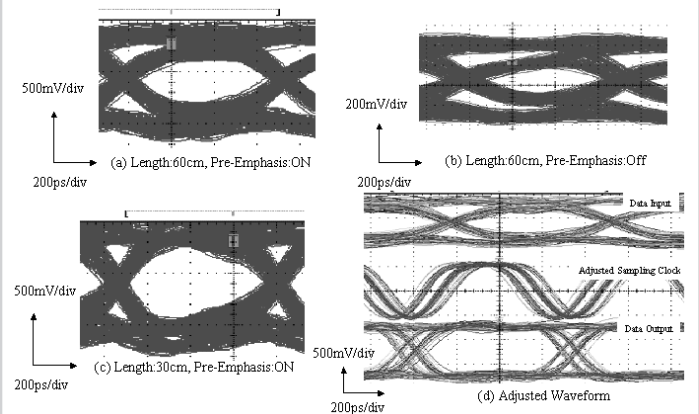 500mV/div
200ps/div
(a) Length:60cm, Pre-Emphasis:ON
200mV/div
200ps/div
(b) Length:60cm, Pre-Emphasis:Off
500mV/div
200ps/div
(c) Length:30cm, Pre-Emphasis:ON
Data Input
Adjusted Sampling Clock
Data Output
500mV/div
200ps/div
(d) Adjusted Waveform